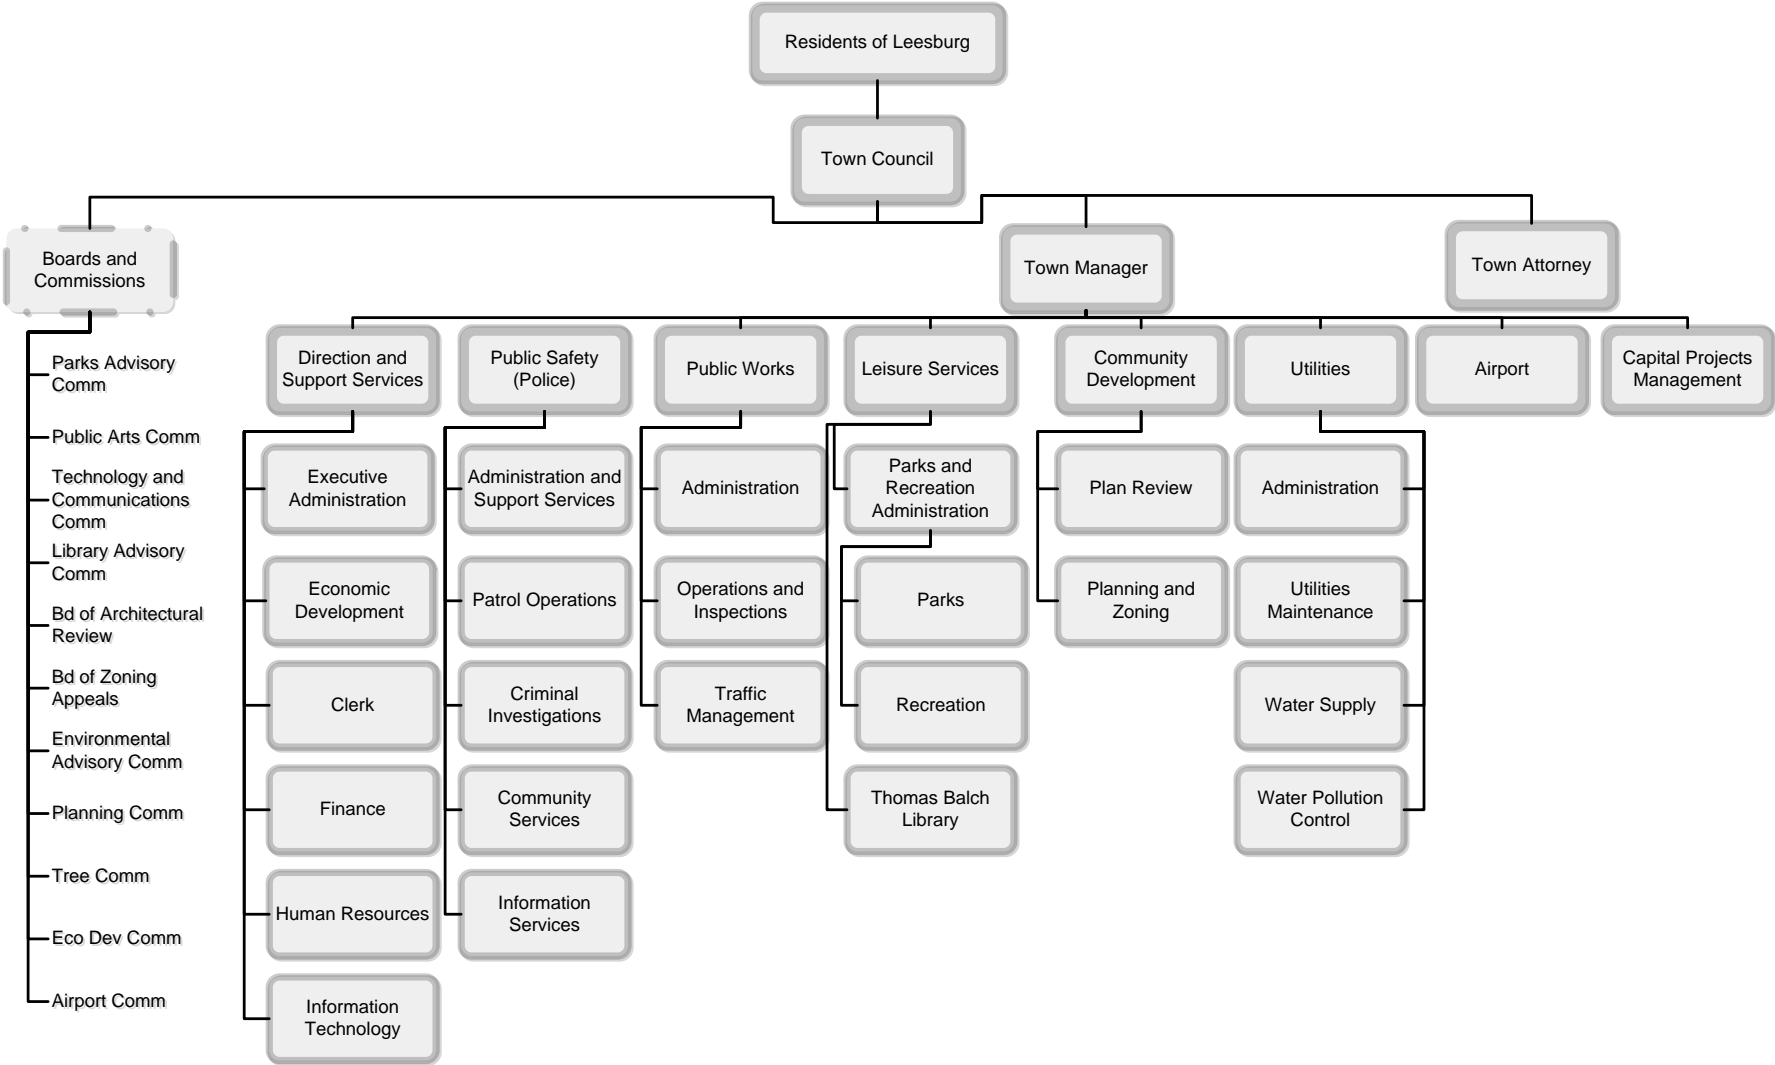 Residents of Leesburg
Town Council
Boards and
Commissions
Town Manager
Town Attorney
Parks Advisory
Comm
Public Arts Comm
Technology and
Communications
Comm
Library Advisory
Comm
Bd of Architectural
Review
Bd of Zoning
Appeals
Environmental
Advisory Comm
Planning Comm
Tree Comm
Eco Dev Comm
Airport Comm
Direction and
Support Services
Executive
Administration
Economic
Development
Clerk
Finance
Human Resources
Information
Technology
Public Safety
(Police)
Administration and
Support Services
Patrol Operations
Criminal
Investigations
Community
Services
Information
Services
Public Works
Administration
Operations and
Inspections
Traffic
Management
Leisure Services
Parks and
Recreation
Administration
Parks
Recreation
Thomas Balch
Library
Community
Development
Plan Review
Planning and
Zoning
Utilities
Administration
Utilities
Maintenance
Water Supply
Water Pollution
Control
Airport
Capital Projects
Management